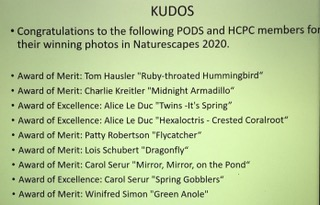 KUDOS
• Congratulations to the following PODS and HCPC members for
their winning photos in Naturescapes 2020.
• Award of Merit: Tom Hausler "Ruby-throated Hummingbird"
• Award of Merit: Charlie Kreitler "Midnight Armadillo"
• Award of Excellence: Alice Le Duc "Twins -It's Spring"
• Award of Excellence: Alice Le Duc "Hexaloctris - Crested Coralroot"
• Award of Merit: Patty Robertson "Flycatcher"
• Award of Merit: Lois Schubert "Dragonfly"
• Award of Merit: Carol Serur "Mirror, Mirror, on the Pond"
• Award of Excellence: Carol Serur "Spring Gobblers"
• Award of Merit: Winifred Simon "Green Anole"